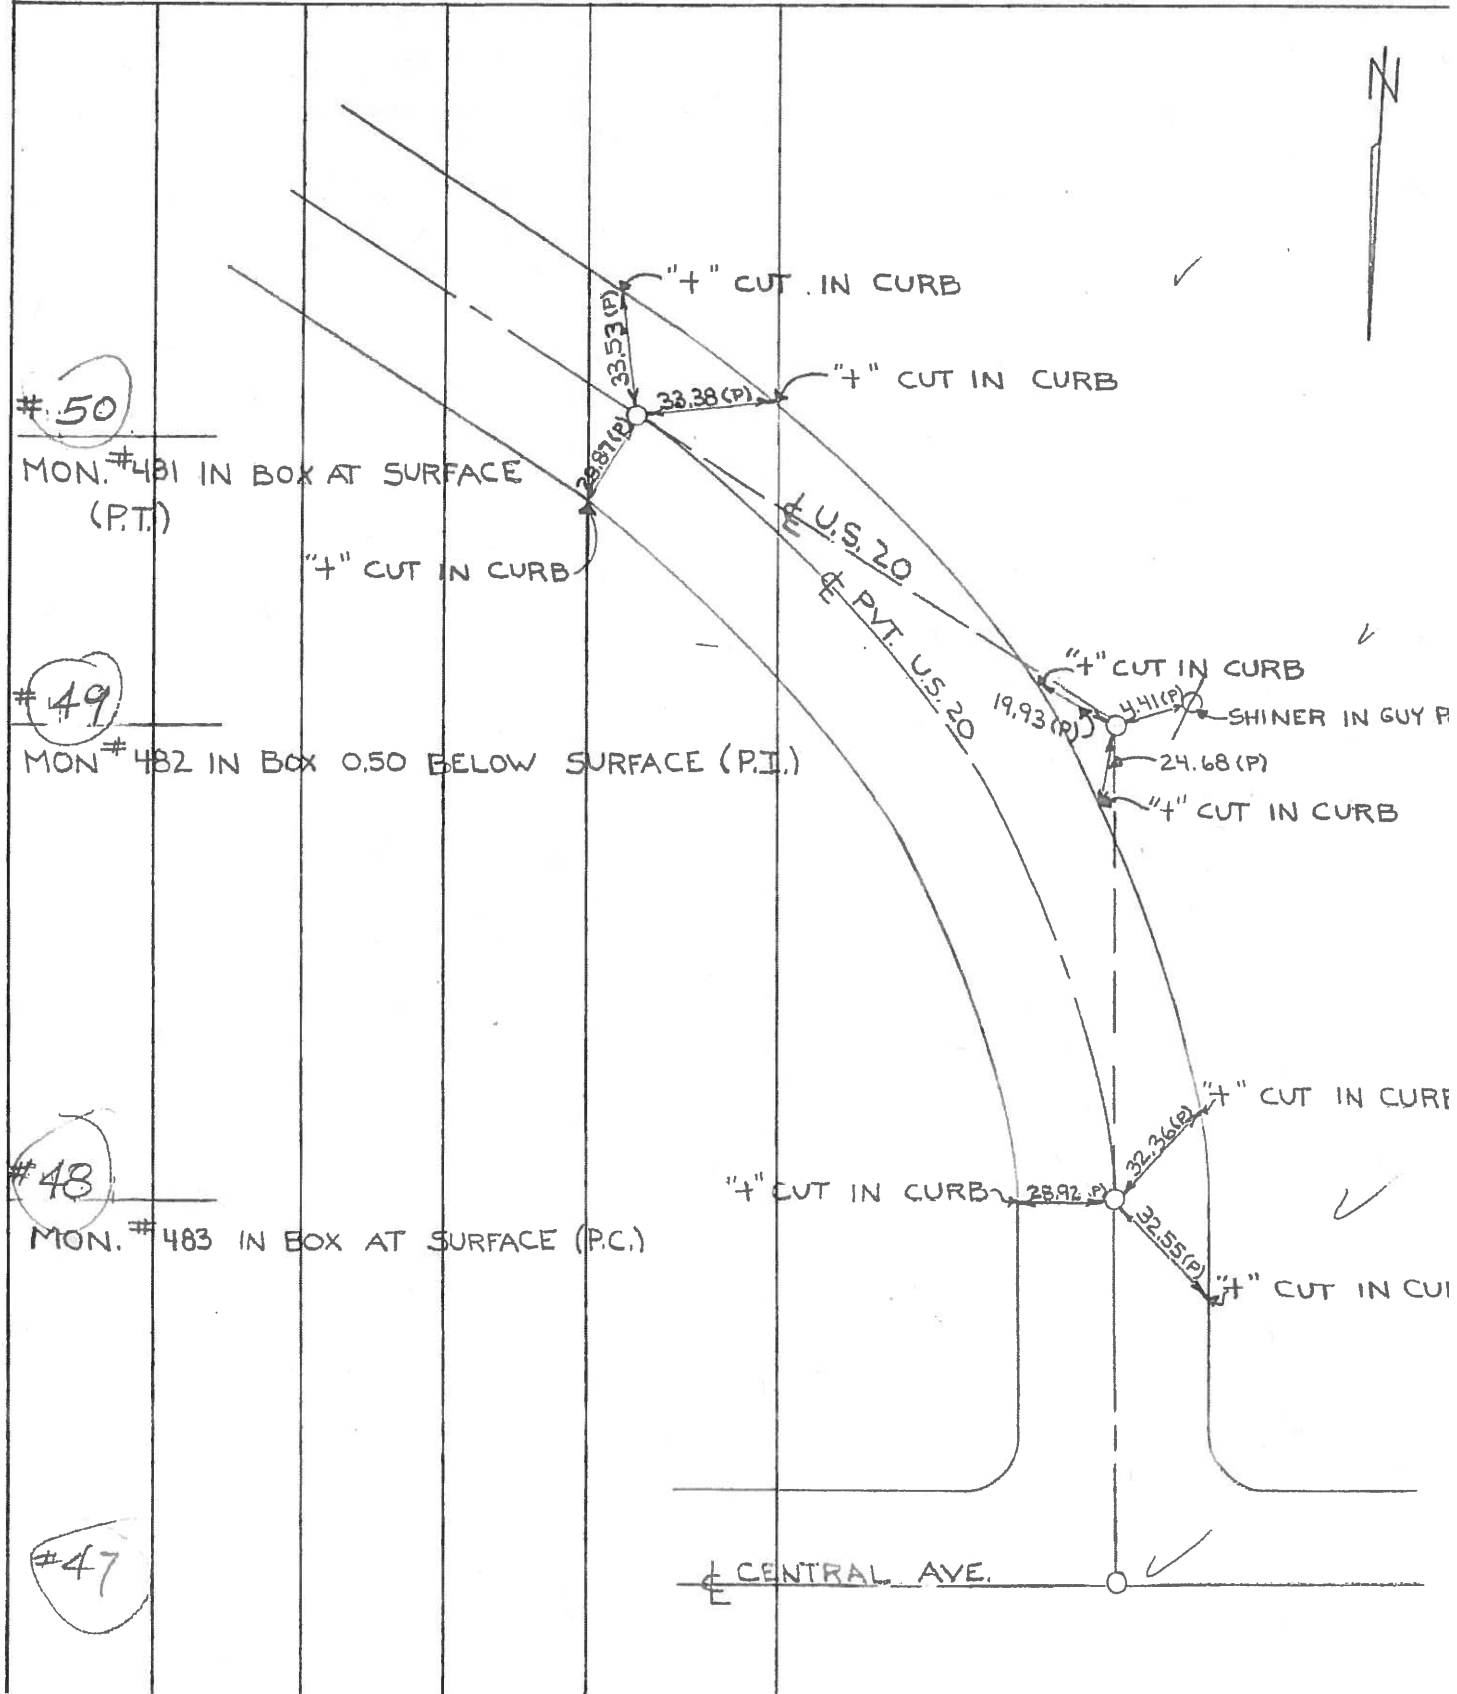 N
"+" CUT IN CURB
33.53 (P)
"+" CUT IN CURB
33.38 (P)
#50
28.87 (P)
MON. #481 IN BOX AT SURFACE
(P.T.)
℄ U.S. 20
"+" CUT IN CURB
℄ PVT. U.S. 20
"+" CUT IN CURB
#49
19.93 (P)
4.41 (P)
SHINER IN GUY P
MON #482 IN BOX 0.50 BELOW SURFACE (P.I.)
24.68 (P)
"+" CUT IN CURB
"+" CUT IN CURB
32.36 (P)
#48
"+" CUT IN CURB
28.92 (P)
MON. #483 IN BOX AT SURFACE (P.C.)
32.55 (P)
"+" CUT IN CU
#47
℄ CENTRAL AVE.